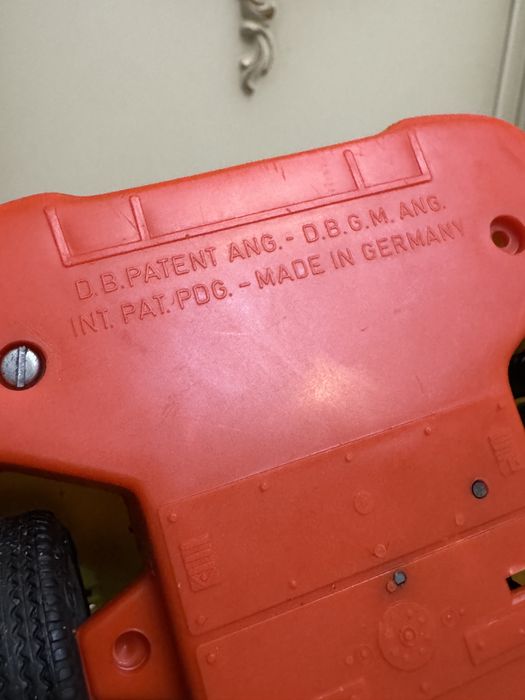 D.B.PATENT ANG.- D.B.G.M. ANG.
INT. PAT. PDG. - MADE IN GERMANY